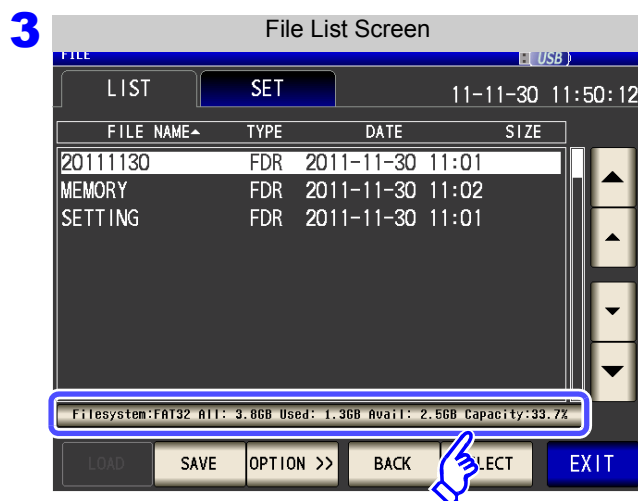 3
File List Screen
FILE USB
LIST SET 11-11-30 11:50:12
FILE NAME TYPE DATE SIZE
20111130 FDR 2011-11-30 11:01
MEMORY FDR 2011-11-30 11:02
SETTING FDR 2011-11-30 11:01
Filesystem:FAT32 All: 3.8GB Used: 1.3GB Avail: 2.5GB Capacity:33.7%
LOAD SAVE OPTION >> BACK SELECT EXIT